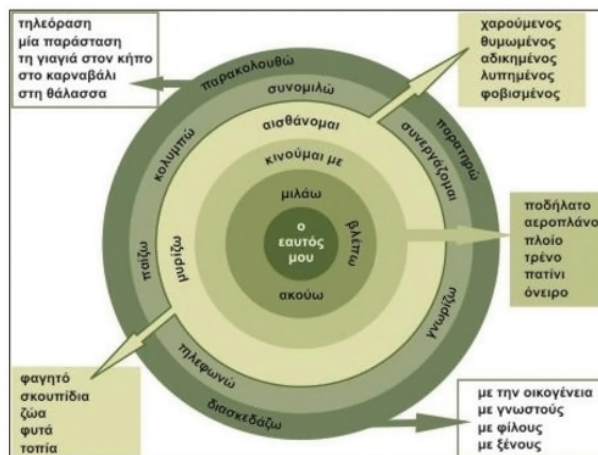 τηλεόραση
μία παράσταση
τη γιαγιά στον κήπο
στο καρναβάλι
στη θάλασσα
χαρούμενος
θυμωμένος
αδικημένος
λυπημένος
φοβισμένος
παρακολουθώ
παρατηρώ
συνομιλώ
συνεργάζομαι
κολυμπώ
αισθάνομαι
κινούμαι με
μιλάω
ο
εαυτός
μου
βλέπω
ακούω
μυρίζω
παίζω
γνωρίζω
τηλεφωνώ
διασκεδάζω
ποδήλατο
αεροπλάνο
πλοίο
τρένο
πατίνι
όνειρο
φαγητό
σκουπίδια
ζώα
φυτά
τοπία
με την οικογένεια
με γνωστούς
με φίλους
με ξένους